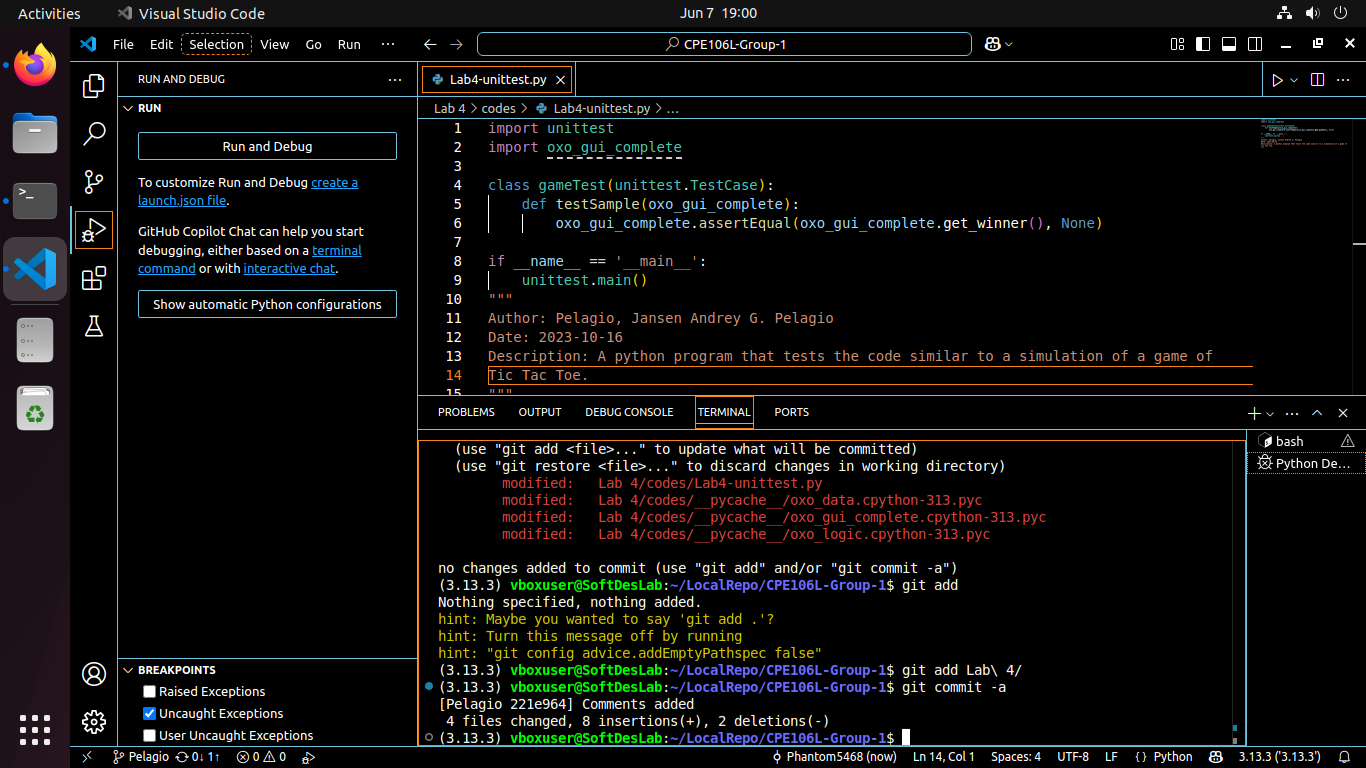 Activities
Visual Studio Code
Jun 7 19:00
File Edit Selection View Go Run ···
CPE106L-Group-1
RUN AND DEBUG
RUN
Run and Debug
To customize Run and Debug create a
launch.json file.
GitHub Copilot Chat can help you start
debugging, either based on a terminal
command or with interactive chat.
Show automatic Python configurations
BREAKPOINTS
Raised Exceptions
Uncaught Exceptions
User Uncaught Exceptions
Lab4-unittest.py
Lab 4 > codes > Lab4-unittest.py > ...
1 import unittest
2 import oxo_gui_complete
3
4 class gameTest(unittest.TestCase):
5 def testSample(oxo_gui_complete):
6 oxo_gui_complete.assertEqual(oxo_gui_complete.get_winner(), None)
7
8 if __name__ == '__main__':
9 unittest.main()
10 """
11 Author: Pelagio, Jansen Andrey G. Pelagio
12 Date: 2023-10-16
13 Description: A python program that tests the code similar to a simulation of a game of
14 Tic Tac Toe.
15 """
PROBLEMS OUTPUT DEBUG CONSOLE TERMINAL PORTS
(use "git add <file>..." to update what will be committed)
(use "git restore <file>..." to discard changes in working directory)
modified: Lab 4/codes/Lab4-unittest.py
modified: Lab 4/codes/__pycache__/oxo_data.cpython-313.pyc
modified: Lab 4/codes/__pycache__/oxo_gui_complete.cpython-313.pyc
modified: Lab 4/codes/__pycache__/oxo_logic.cpython-313.pyc
no changes added to commit (use "git add" and/or "git commit -a")
(3.13.3) vboxuser@SoftDesLab:~/LocalRepo/CPE106L-Group-1$ git add
Nothing specified, nothing added.
hint: Maybe you wanted to say 'git add .'?
hint: Turn this message off by running
hint: "git config advice.addEmptyPathspec false"
(3.13.3) vboxuser@SoftDesLab:~/LocalRepo/CPE106L-Group-1$ git add Lab\ 4/
(3.13.3) vboxuser@SoftDesLab:~/LocalRepo/CPE106L-Group-1$ git commit -a
[Pelagio 221e964] Comments added
4 files changed, 8 insertions(+), 2 deletions(-)
(3.13.3) vboxuser@SoftDesLab:~/LocalRepo/CPE106L-Group-1$
bash
Python De...
Pelagio 0↓ 1↑ 0 0
Phantom5468 (now) Ln 14, Col 1 Spaces: 4 UTF-8 LF {} Python 3.13.3 ('3.13.3')